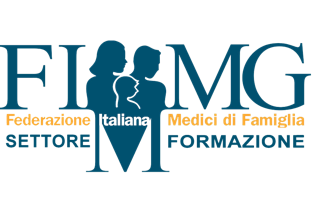 FIMMG
Federazione Italiana Medici di Famiglia
SETTORE FORMAZIONE